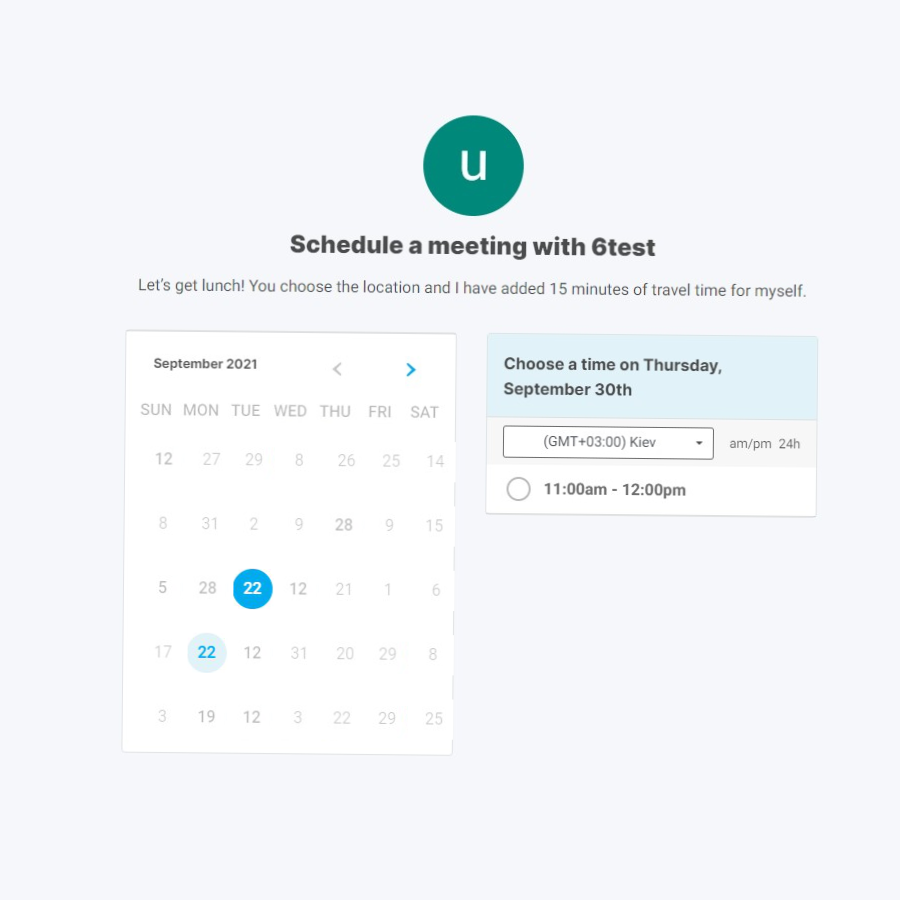 u
Schedule a meeting with 6test
Let's get lunch! You choose the location and I have added 15 minutes of travel time for myself.
September 2021
SUN MON TUE WED THU FRI SAT
12 27 29 8 26 25 14
8 31 2 9 28 9 15
5 28 22 12 21 1 6
17 22 12 31 20 29 8
3 19 12 3 22 29 25
Choose a time on Thursday,
September 30th
(GMT+03:00) Kiev am/pm 24h
11:00am - 12:00pm